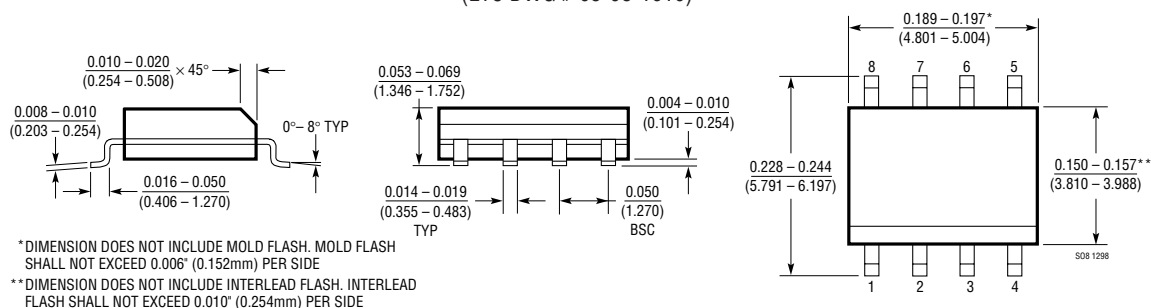 0.010 – 0.020
(0.254 – 0.508)
× 45°
0.008 – 0.010
(0.203 – 0.254)
0°– 8° TYP
0.016 – 0.050
(0.406 – 1.270)
0.053 – 0.069
(1.346 – 1.752)
0.004 – 0.010
(0.101 – 0.254)
0.014 – 0.019
(0.355 – 0.483)
TYP
0.050
(1.270)
BSC
0.189 – 0.197*
(4.801 – 5.004)
8 7 6 5
0.228 – 0.244
(5.791 – 6.197)
0.150 – 0.157**
(3.810 – 3.988)
1 2 3 4
SO8 1298
*DIMENSION DOES NOT INCLUDE MOLD FLASH. MOLD FLASH
SHALL NOT EXCEED 0.006" (0.152mm) PER SIDE
**DIMENSION DOES NOT INCLUDE INTERLEAD FLASH. INTERLEAD
FLASH SHALL NOT EXCEED 0.010" (0.254mm) PER SIDE